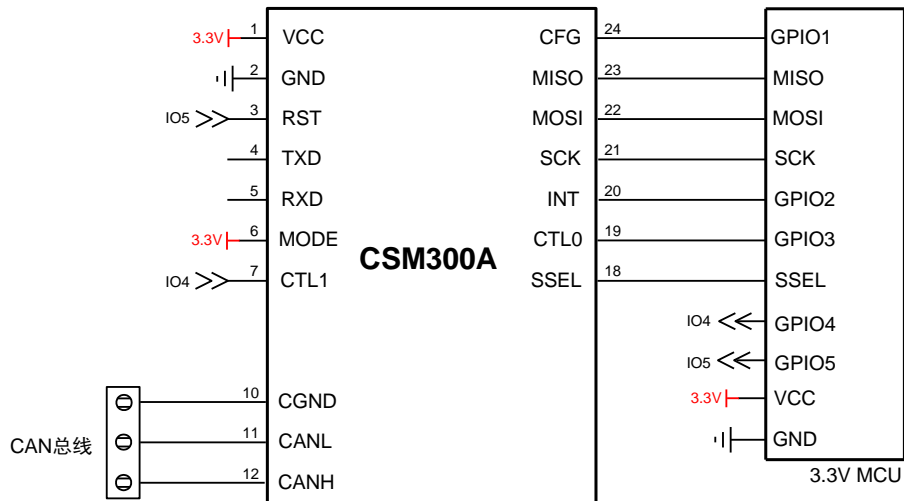 3.3V 1 VCC CFG 24 GPIO1
2 GND MISO 23 MISO
IO5 3 RST MOSI 22 MOSI
4 TXD SCK 21 SCK
5 RXD INT 20 GPIO2
3.3V 6 MODE CTL0 19 GPIO3
CSM300A
IO4 7 CTL1 SSEL 18 SSEL
IO4 GPIO4
IO5 GPIO5
3.3V VCC
10 CGND
GND
CAN总线 11 CANL
12 CANH
3.3V MCU